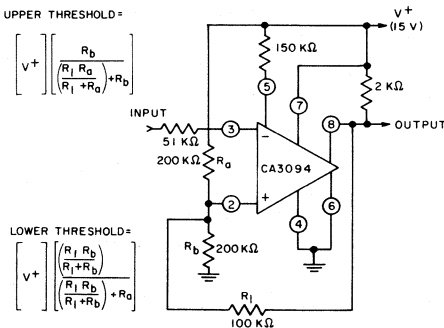 UPPER THRESHOLD=
[V+] [Rb / ((R1 Ra / R1 +Ra) +Rb)]
V+
(15 V)
150 KΩ
5
7
2 KΩ
8
OUTPUT
INPUT
51 KΩ
3
−
200 KΩ Ra
CA3094
2
+
4
6
LOWER THRESHOLD=
[V+] [(R1 Rb / R1+Rb) / ((R1 Rb / R1+Rb) +Ra)]
Rb 200 KΩ
R1
100 KΩ